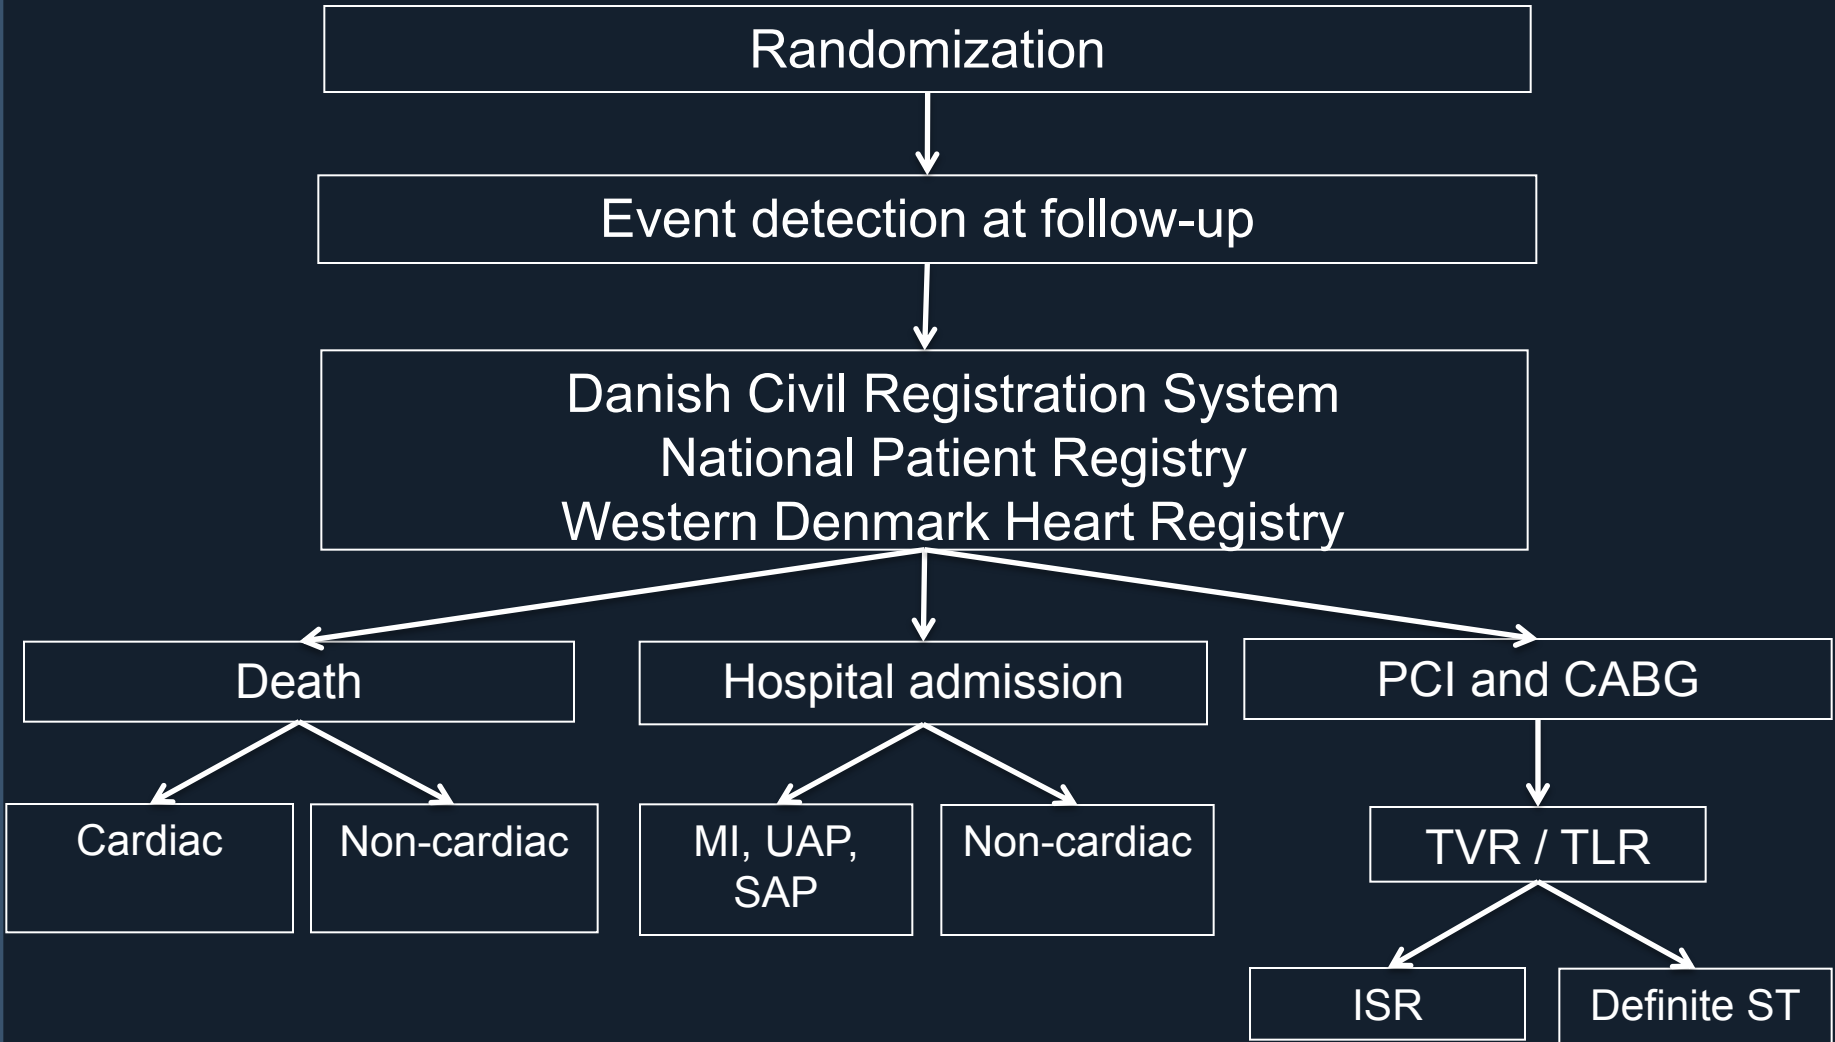 Randomization
Event detection at follow-up
Danish Civil Registration System
National Patient Registry
Western Denmark Heart Registry
Death
Hospital admission
PCI and CABG
Cardiac
Non-cardiac
MI, UAP,
SAP
Non-cardiac
TVR / TLR
ISR
Definite ST